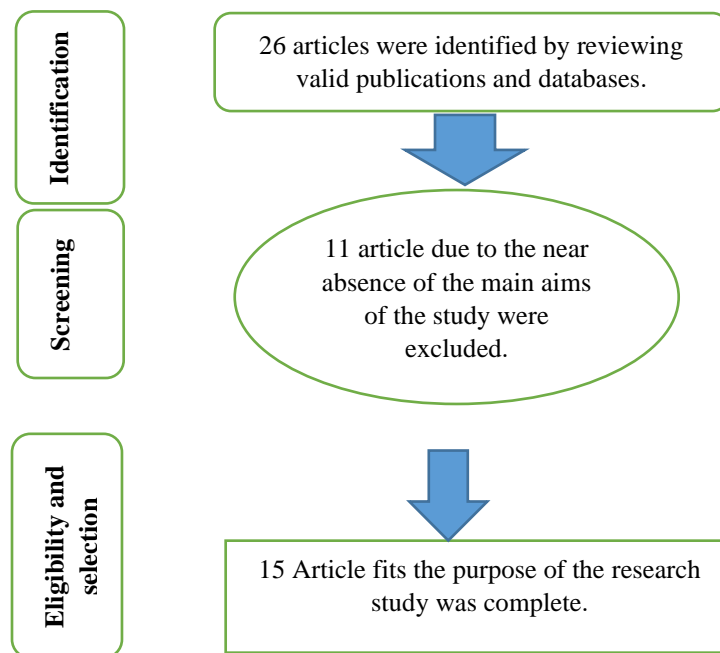 Identification
26 articles were identified by reviewing
valid publications and databases.
Screening
11 article due to the near
absence of the main aims
of the study were
excluded.
Eligibility and
selection
15 Article fits the purpose of the research
study was complete.